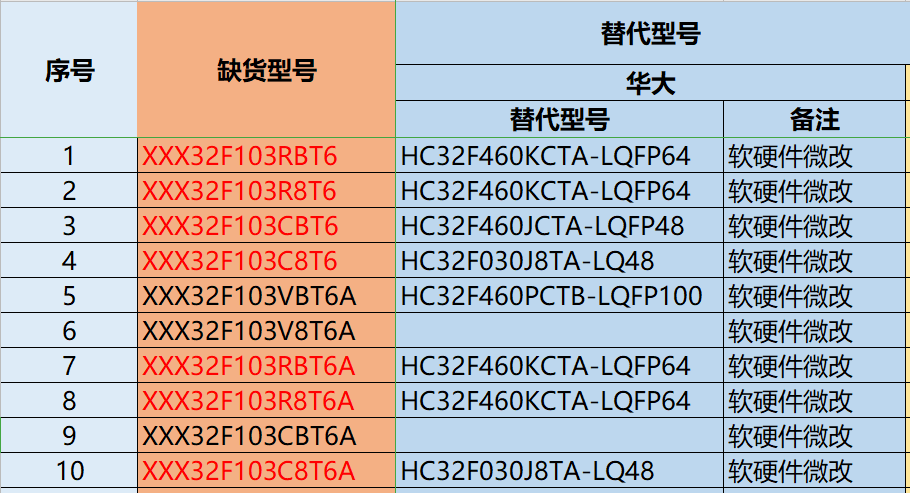 序号 缺货型号 替代型号
华大
替代型号 备注
1 XXX32F103RBT6 HC32F460KCTA-LQFP64 软硬件微改
2 XXX32F103R8T6 HC32F460KCTA-LQFP64 软硬件微改
3 XXX32F103CBT6 HC32F460JCTA-LQFP48 软硬件微改
4 XXX32F103C8T6 HC32F030J8TA-LQ48 软硬件微改
5 XXX32F103VBT6A HC32F460PCTB-LQFP100 软硬件微改
6 XXX32F103V8T6A 软硬件微改
7 XXX32F103RBT6A HC32F460KCTA-LQFP64 软硬件微改
8 XXX32F103R8T6A HC32F460KCTA-LQFP64 软硬件微改
9 XXX32F103CBT6A 软硬件微改
10 XXX32F103C8T6A HC32F030J8TA-LQ48 软硬件微改